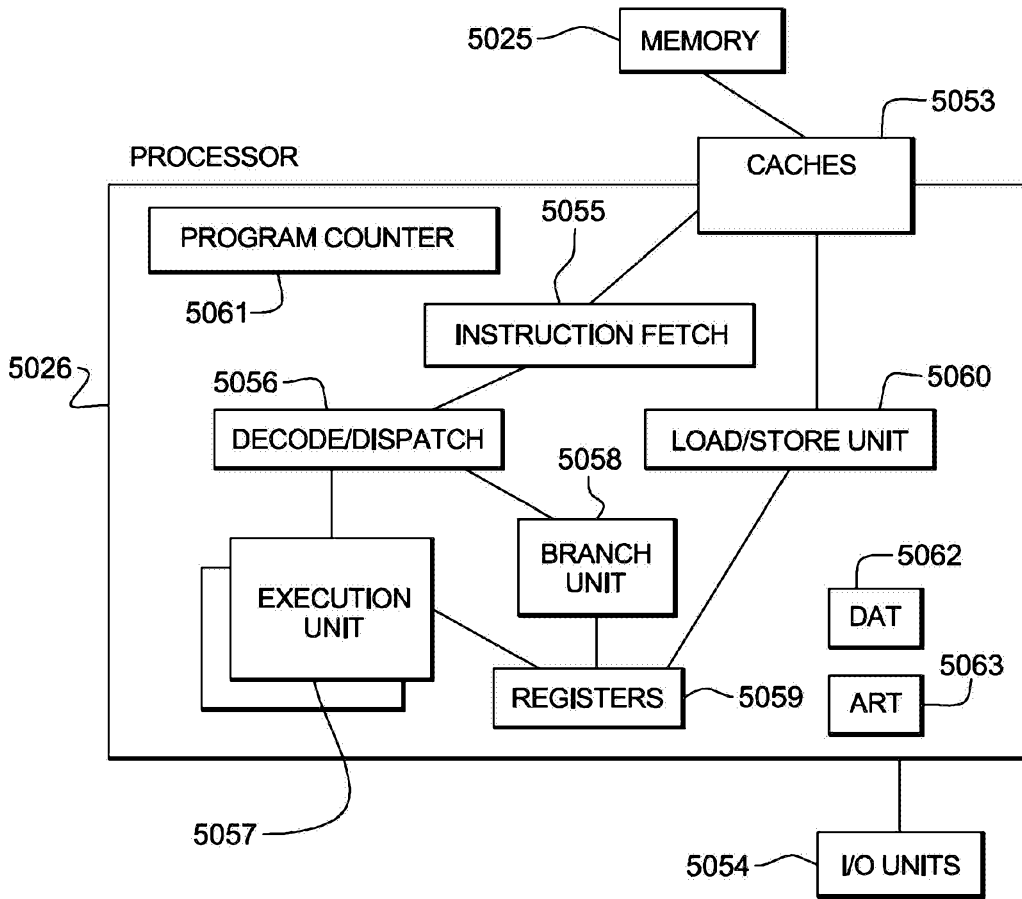 5025
MEMORY
5053
PROCESSOR
CACHES
PROGRAM COUNTER
5055
5061
INSTRUCTION FETCH
5026
5056
5060
DECODE/DISPATCH
LOAD/STORE UNIT
5058
EXECUTION
UNIT
BRANCH
UNIT
5062
DAT
REGISTERS
5059
5063
ART
5057
5054
I/O UNITS